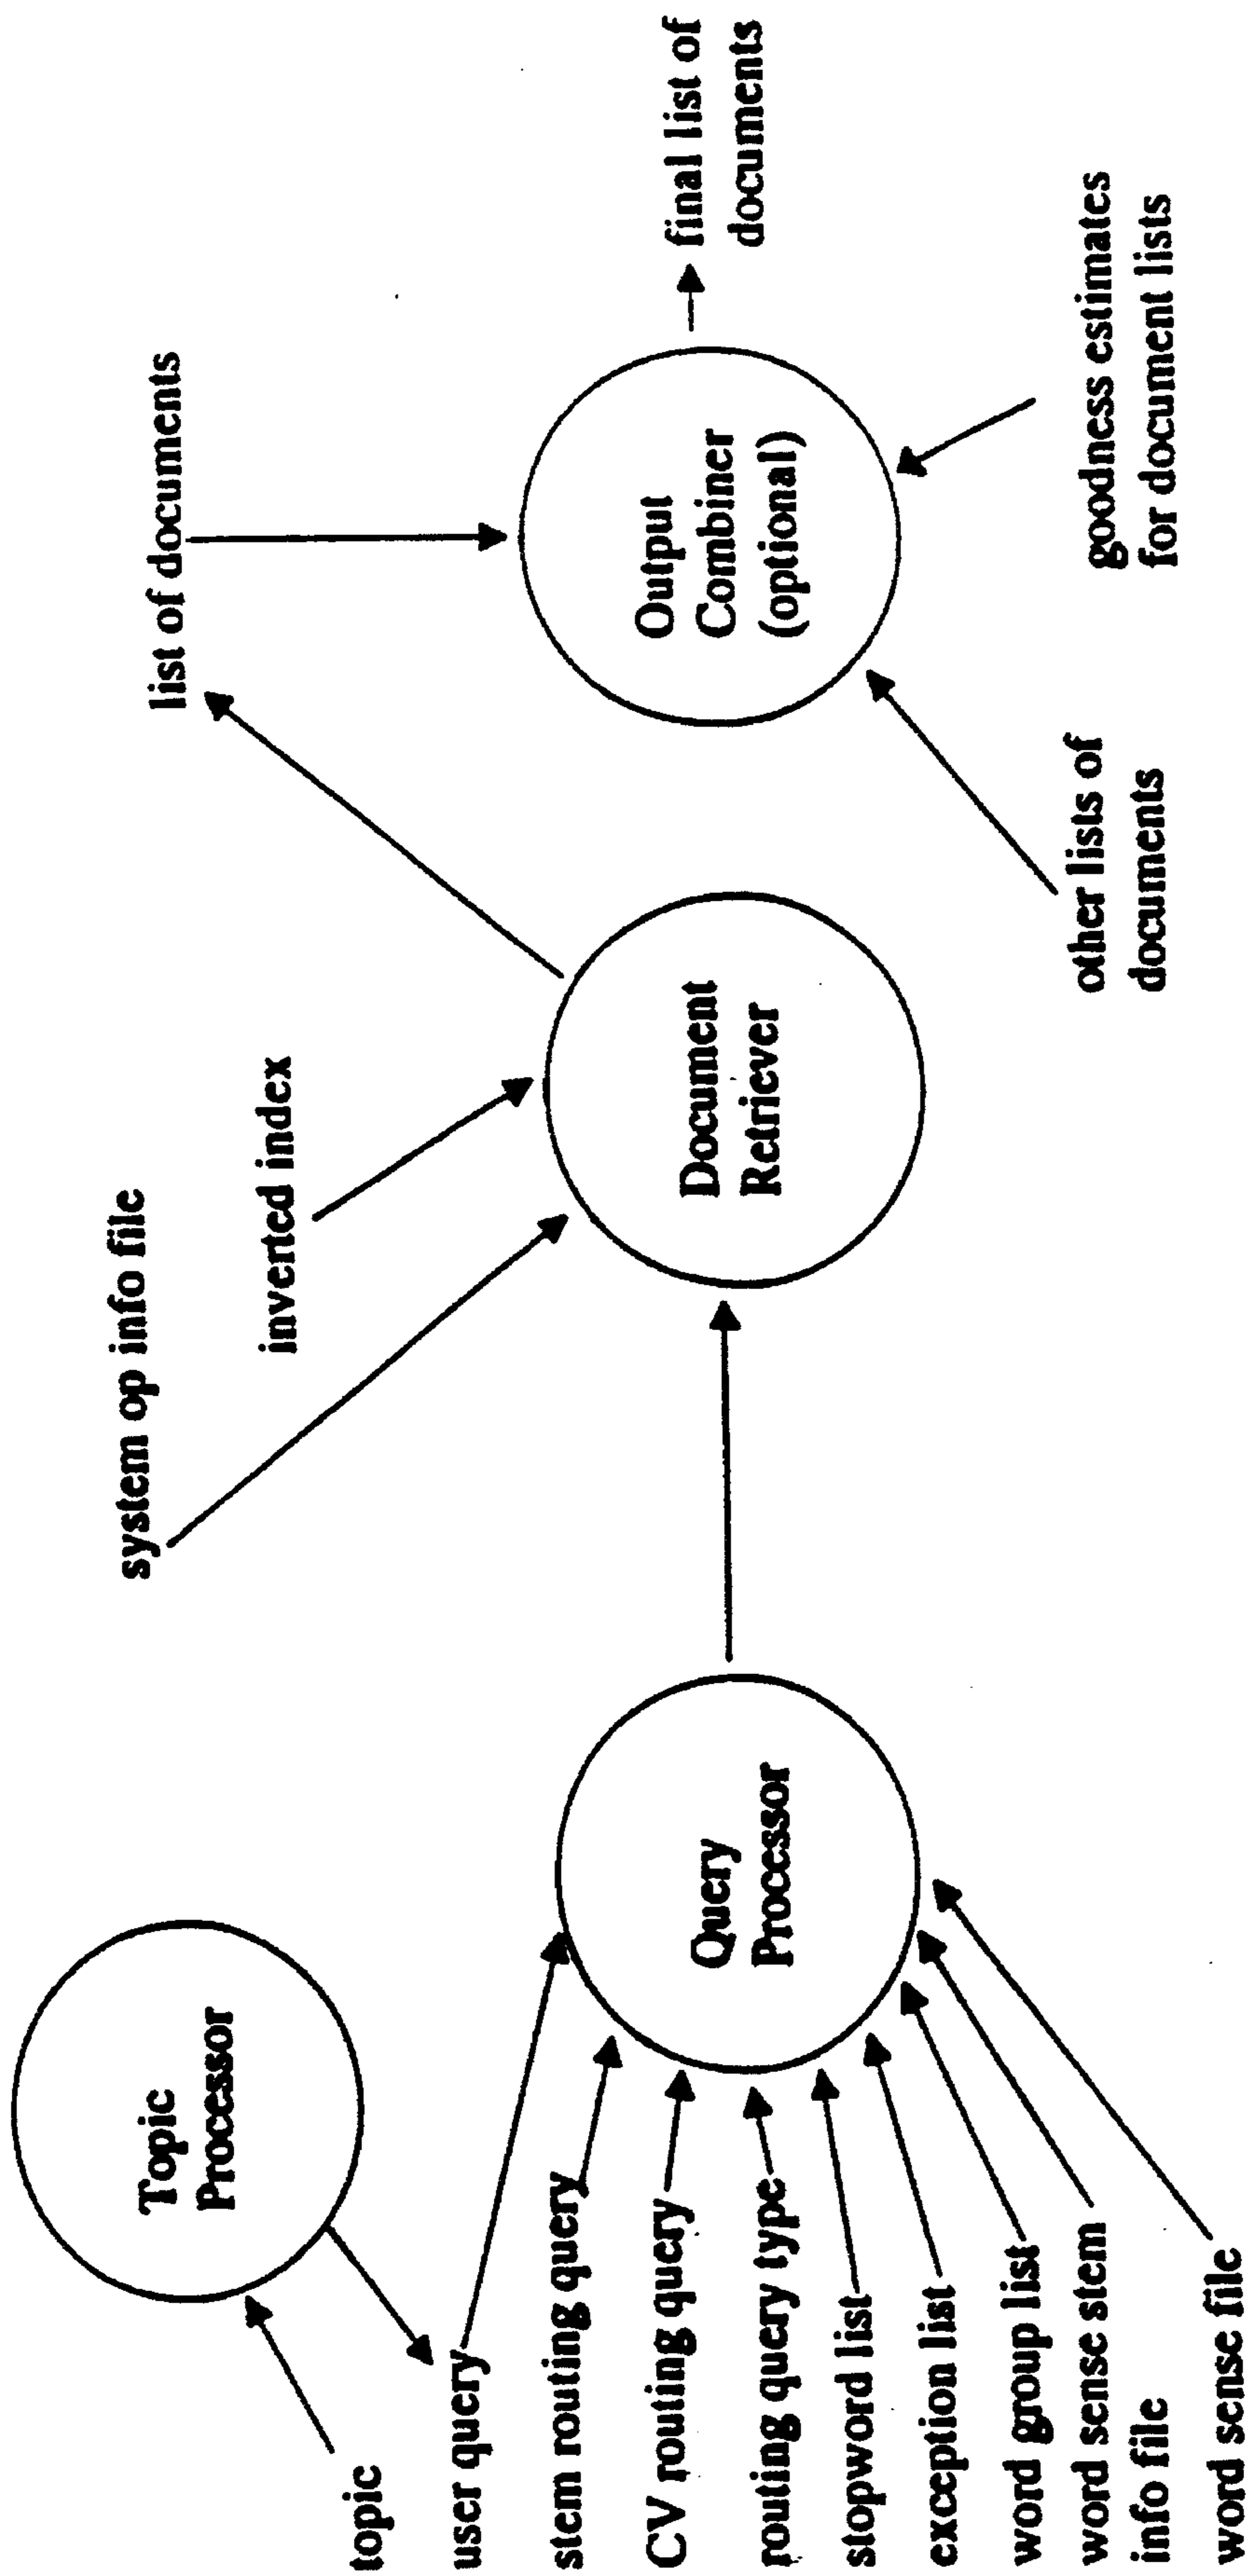 Topic
Processor
topic
user query
stem routing query
CV routing query
routing query type
stopword list
exception list
word group list
word sense stem
info file
word sense file
Query
Processor
system op info file
inverted index
Document
Retriever
list of documents
Output
Combiner
(optional)
final list of
documents
other lists of
documents
goodness estimates
for document lists